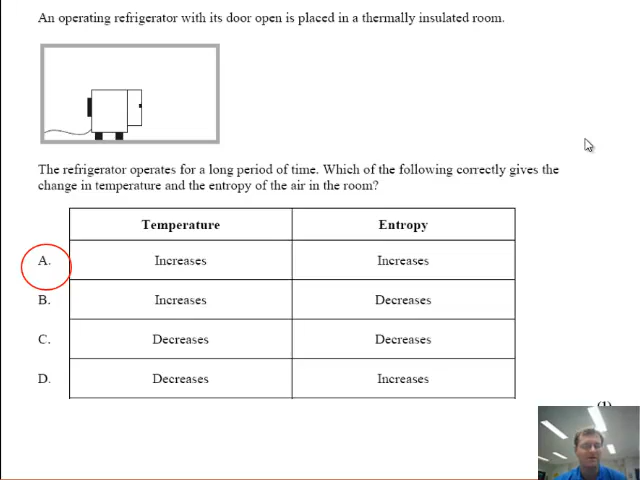 An operating refrigerator with its door open is placed in a thermally insulated room.
The refrigerator operates for a long period of time. Which of the following correctly gives the
change in temperature and the entropy of the air in the room?
Temperature Entropy
A. Increases Increases
B. Increases Decreases
C. Decreases Decreases
D. Decreases Increases
(1)